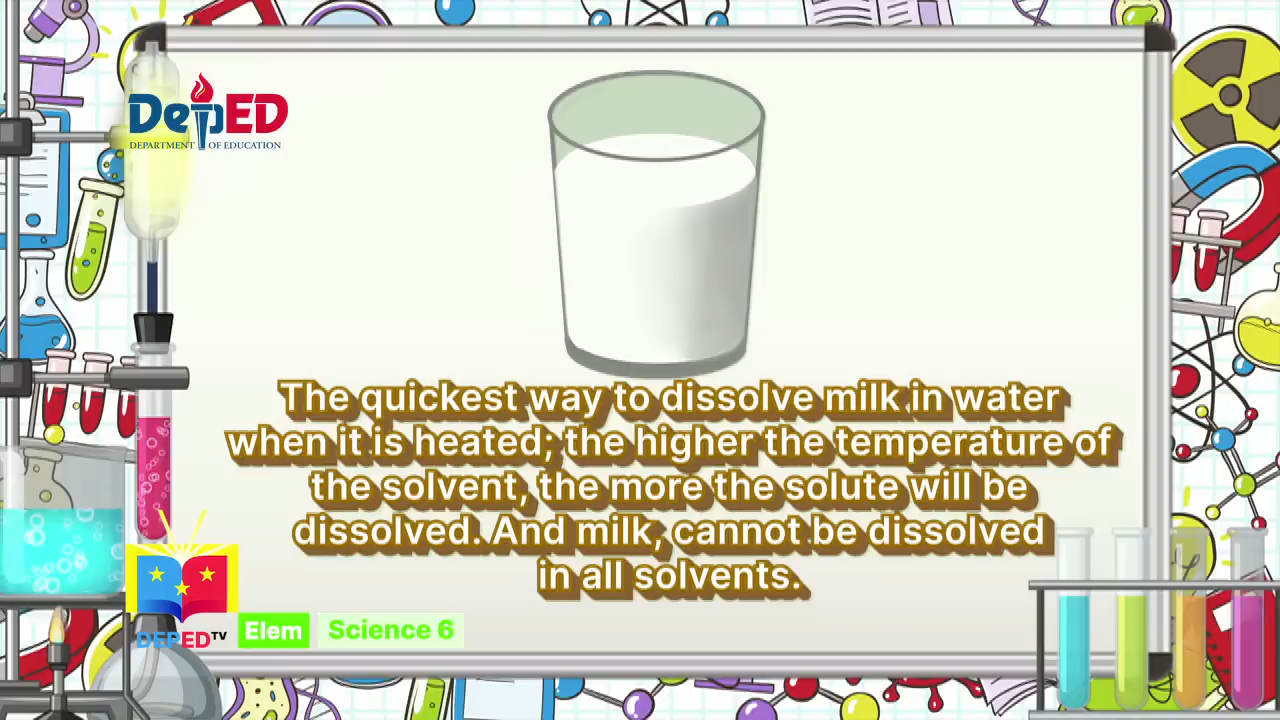 DepED
DEPARTMENT OF EDUCATION
The quickest way to dissolve milk in water
when it is heated; the higher the temperature of
the solvent, the more the solute will be
dissolved. And milk, cannot be dissolved
in all solvents.
DEPED TV
Elem Science 6